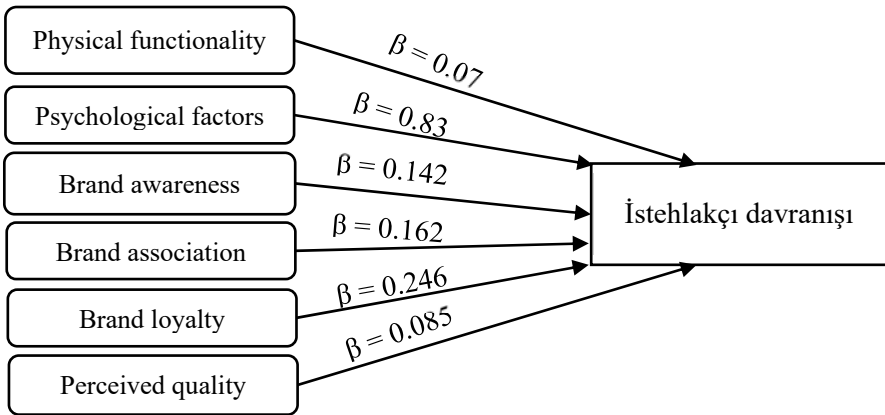 Physical functionality
β = 0.07
Psychological factors
β = 0.83
Brand awareness
β = 0.142
Brand association
β = 0.162
Brand loyalty
β = 0.246
Perceived quality
β = 0.085
İstehlakçı davranışı